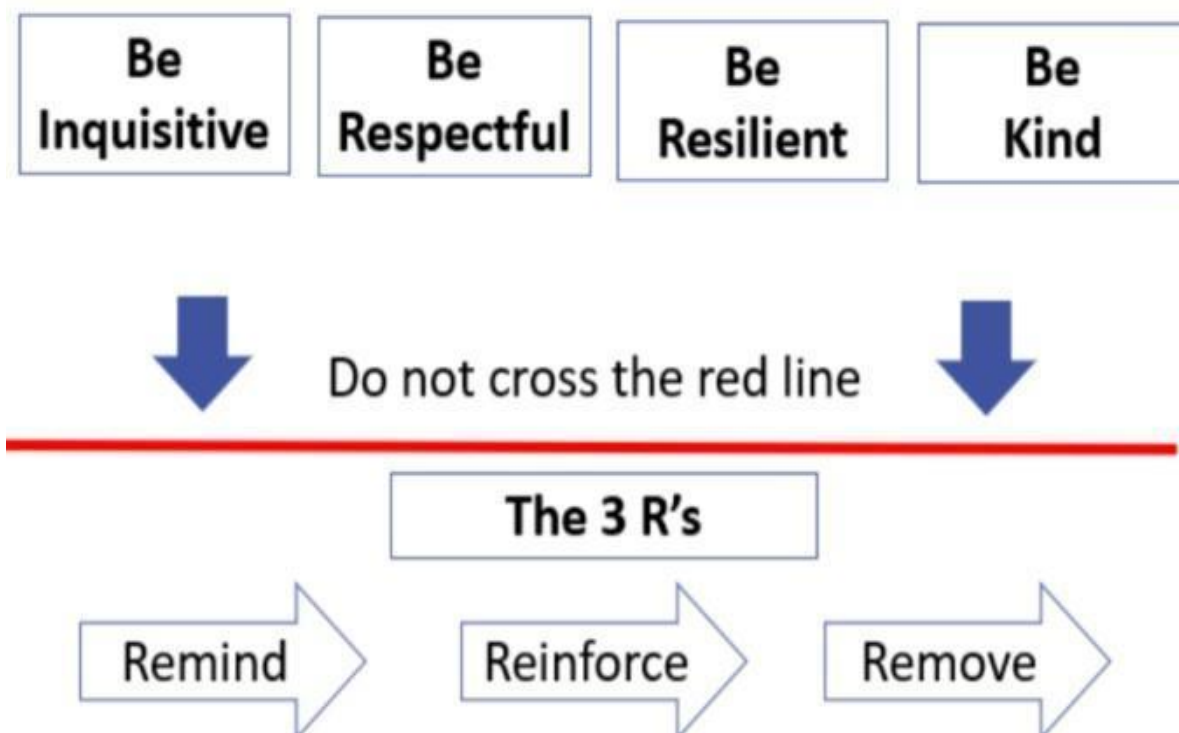 Be
Inquisitive
Be
Respectful
Be
Resilient
Be
Kind
Do not cross the red line
The 3 R’s
Remind
Reinforce
Remove